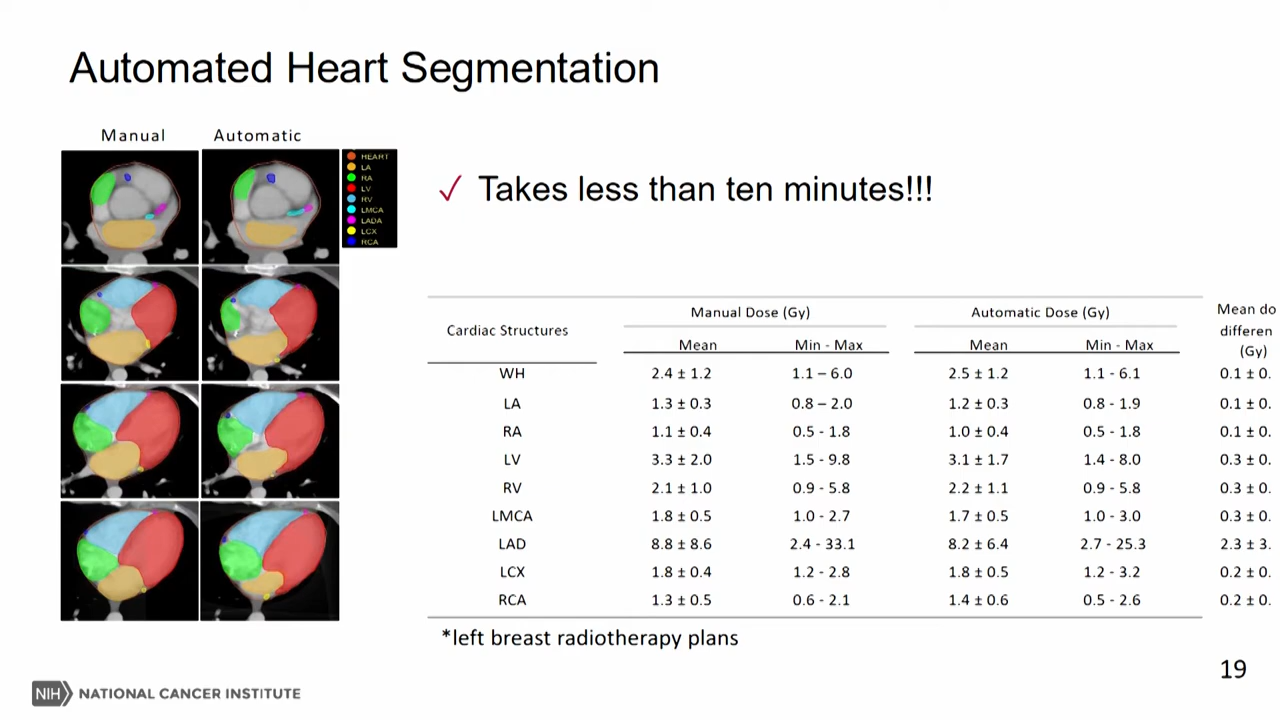 Automated Heart Segmentation
Manual Automatic
HEART
LA
RA
LV
RV
LMCA
LADA
LCX
RCA
✓ Takes less than ten minutes!!!
Cardiac Structures Manual Dose (Gy) Automatic Dose (Gy) Mean do
differen
(Gy)
Mean Min - Max Mean Min - Max
WH 2.4 ± 1.2 1.1 – 6.0 2.5 ± 1.2 1.1 - 6.1 0.1 ± 0.
LA 1.3 ± 0.3 0.8 – 2.0 1.2 ± 0.3 0.8 - 1.9 0.1 ± 0.
RA 1.1 ± 0.4 0.5 - 1.8 1.0 ± 0.4 0.5 - 1.8 0.1 ± 0.
LV 3.3 ± 2.0 1.5 - 9.8 3.1 ± 1.7 1.4 - 8.0 0.3 ± 0.
RV 2.1 ± 1.0 0.9 - 5.8 2.2 ± 1.1 0.9 - 5.8 0.3 ± 0.
LMCA 1.8 ± 0.5 1.0 - 2.7 1.7 ± 0.5 1.0 - 3.0 0.3 ± 0.
LAD 8.8 ± 8.6 2.4 - 33.1 8.2 ± 6.4 2.7 - 25.3 2.3 ± 3.
LCX 1.8 ± 0.4 1.2 - 2.8 1.8 ± 0.5 1.2 - 3.2 0.2 ± 0.
RCA 1.3 ± 0.5 0.6 - 2.1 1.4 ± 0.6 0.5 - 2.6 0.2 ± 0.
*left breast radiotherapy plans
19
NIH NATIONAL CANCER INSTITUTE